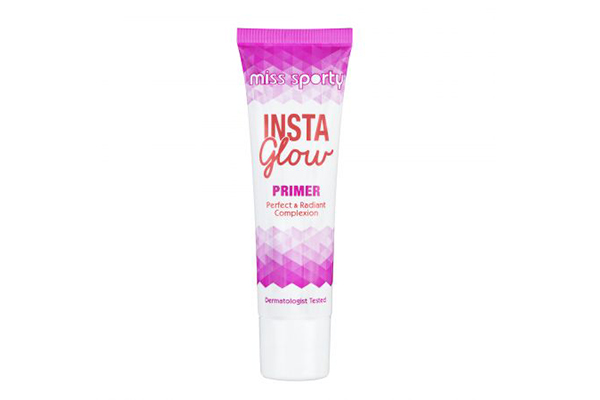 miss sporty
INSTA
Glow
PRIMER
Perfect & Radiant
Complexion
Dermatologist Tested